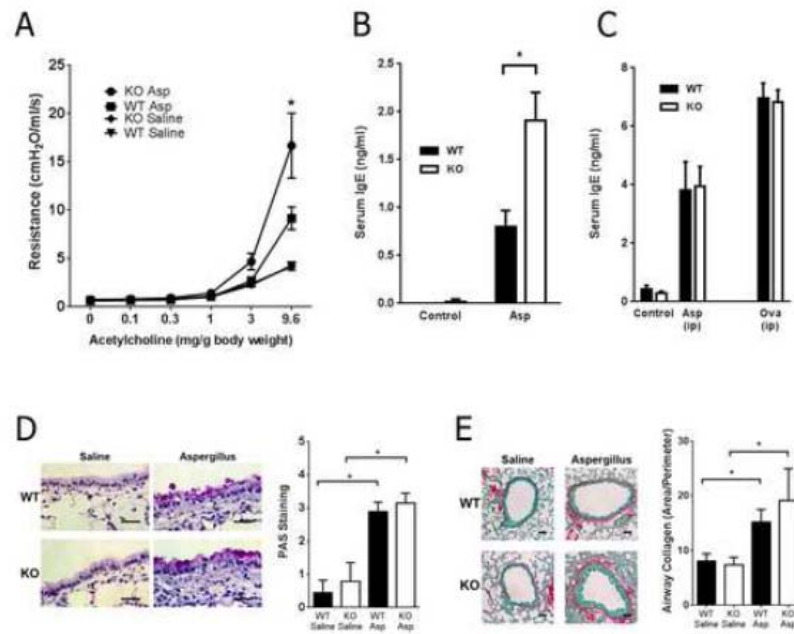 A
KO Asp
WT Asp
KO Saline
WT Saline
*
Resistance (cmH2O/ml/s)
25
20
15
10
5
0
0 0.1 0.3 1 3 9.6
Acetylcholine (mg/g body weight)
B
*
Serum IgE (ng/ml)
2.5
2.0
1.5
1.0
0.5
0.0
WT
KO
Control Asp
C
Serum IgE (ng/ml)
8
6
4
2
0
WT
KO
Control Asp (ip) Ova (ip)
D
Saline Aspergillus
WT
KO
PAS Staining
5
4
3
2
1
0
*
*
WT Saline KO Saline WT Asp KO Asp
E
Saline Aspergillus
WT
KO
Airway Collagen (Area/Perimeter)
30
20
10
0
*
*
WT Saline KO Saline WT Asp KO Asp